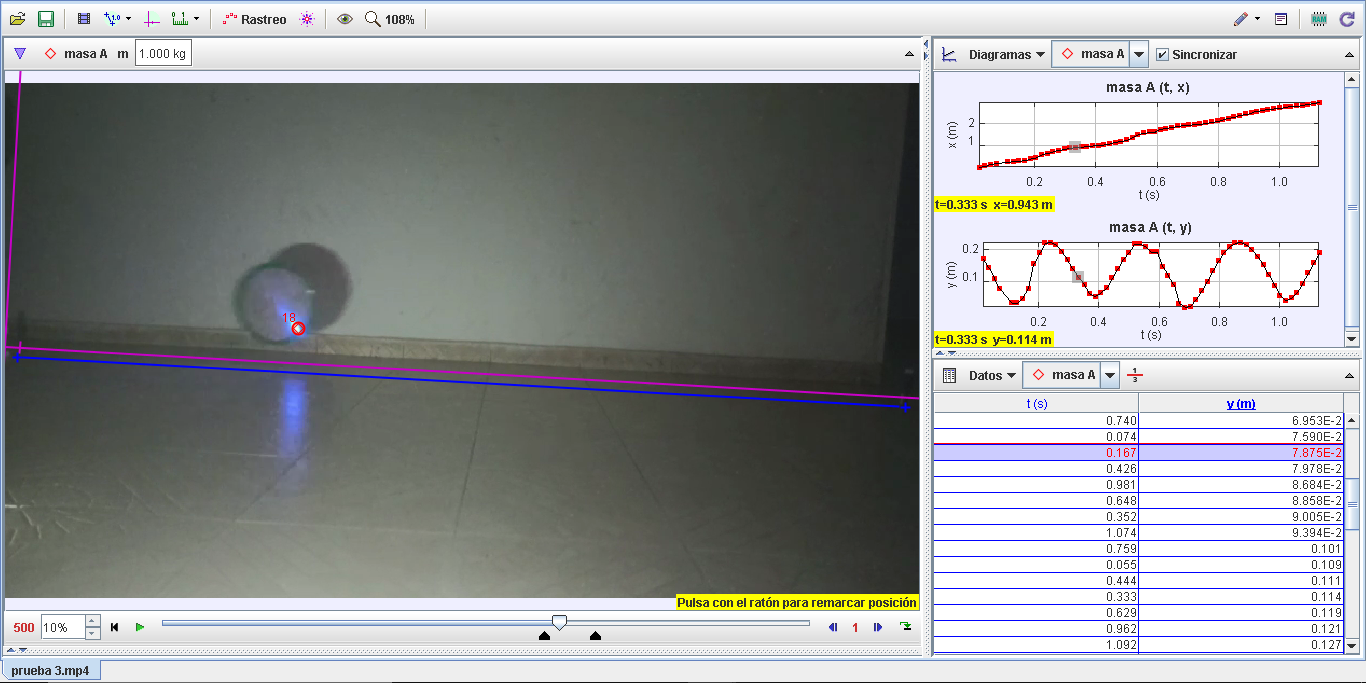 Rastreo 108%
masa A m 1.000 kg
18
Pulsa con el ratón para remarcar posición
500 10% 1
prueba 3.mp4
Diagramas masa A Sincronizar
masa A (t, x)
x (m)
2
1
0.2 0.4 0.6 0.8 1.0
t (s)
t=0.333 s x=0.943 m
masa A (t, y)
y (m)
0.2
0.1
0.2 0.4 0.6 0.8 1.0
t (s)
t=0.333 s y=0.114 m
Datos masa A 1/3
t (s) y (m)
0.740 6.953E-2
0.074 7.590E-2
0.167 7.875E-2
0.426 7.978E-2
0.981 8.684E-2
0.648 8.858E-2
0.352 9.005E-2
1.074 9.394E-2
0.759 0.101
0.055 0.109
0.444 0.111
0.333 0.114
0.629 0.119
0.962 0.121
1.092 0.127